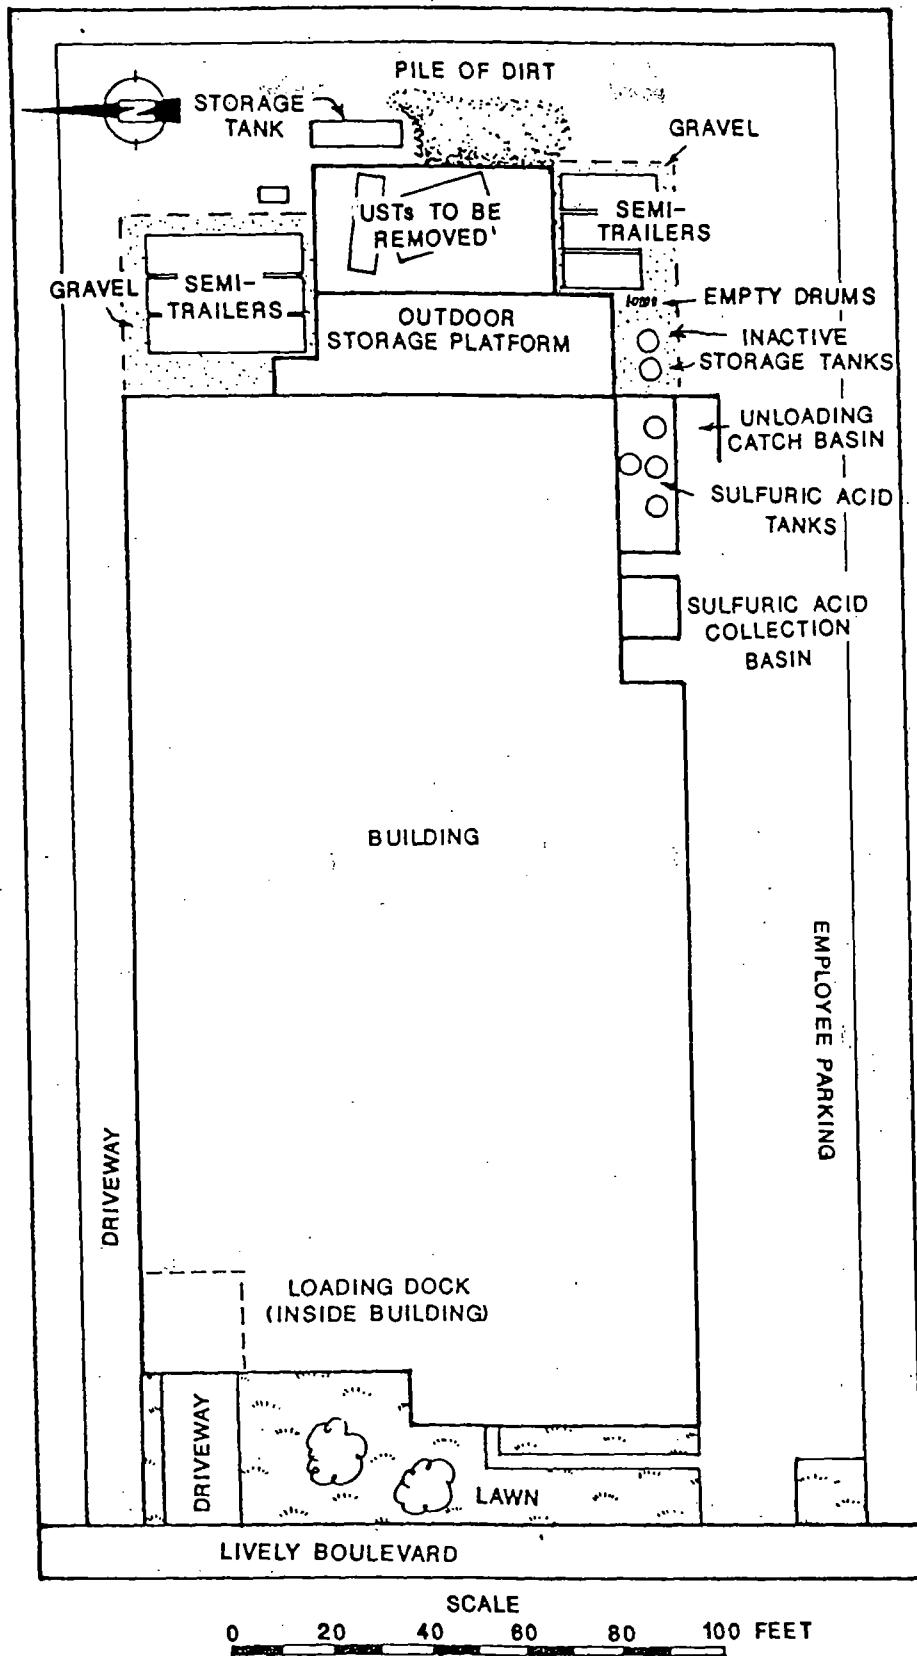 PILE OF DIRT
N
STORAGE
TANK
GRAVEL
USTs TO BE
REMOVED'
SEMI-
TRAILERS
GRAVEL
SEMI-
TRAILERS
EMPTY DRUMS
OUTDOOR
STORAGE PLATFORM
INACTIVE
STORAGE TANKS
UNLOADING
CATCH BASIN
SULFURIC ACID
TANKS
SULFURIC ACID
COLLECTION
BASIN
BUILDING
EMPLOYEE PARKING
DRIVEWAY
LOADING DOCK
(INSIDE BUILDING)
DRIVEWAY
LAWN
LIVELY BOULEVARD
SCALE
0 20 40 60 80 100 FEET